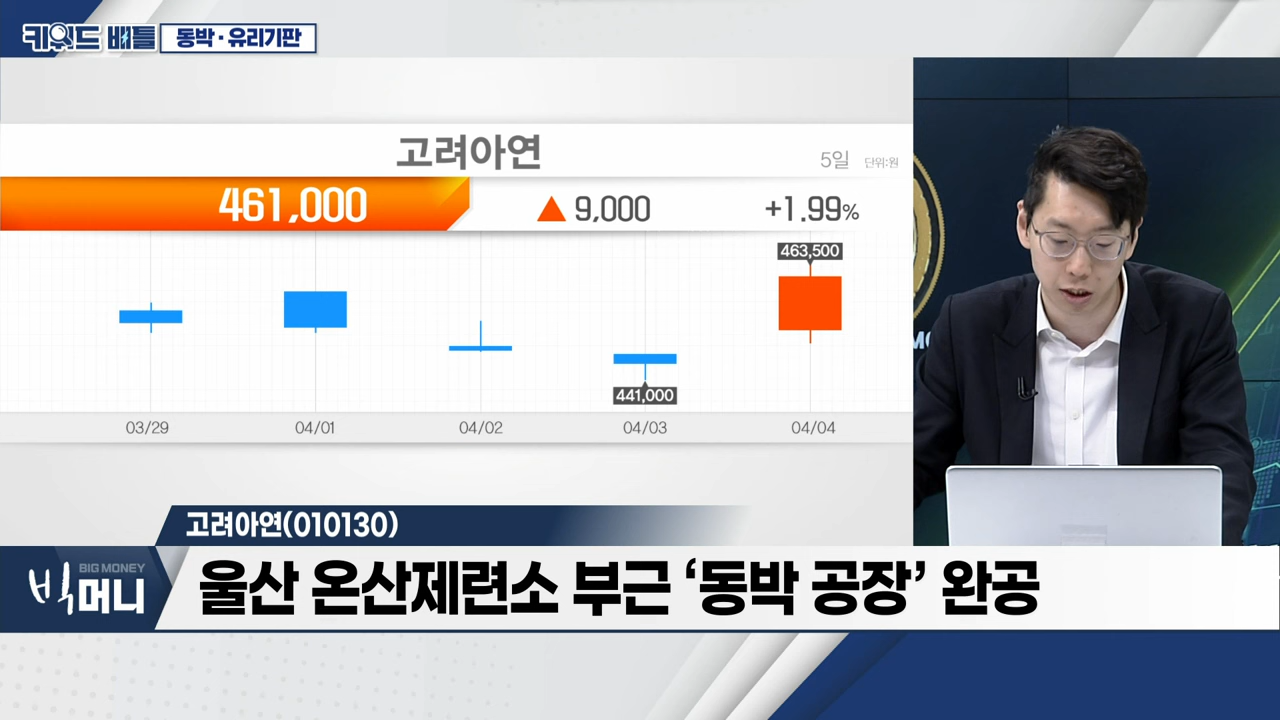 키워드 배틀 동박·유리기판
고려아연
5일 단위:원
461,000 ▲ 9,000 +1.99%
463,500
441,000
03/29 04/01 04/02 04/03 04/04
고려아연(010130)
BIG MONEY
빅머니
울산 온산제련소 부근 ‘동박 공장’ 완공